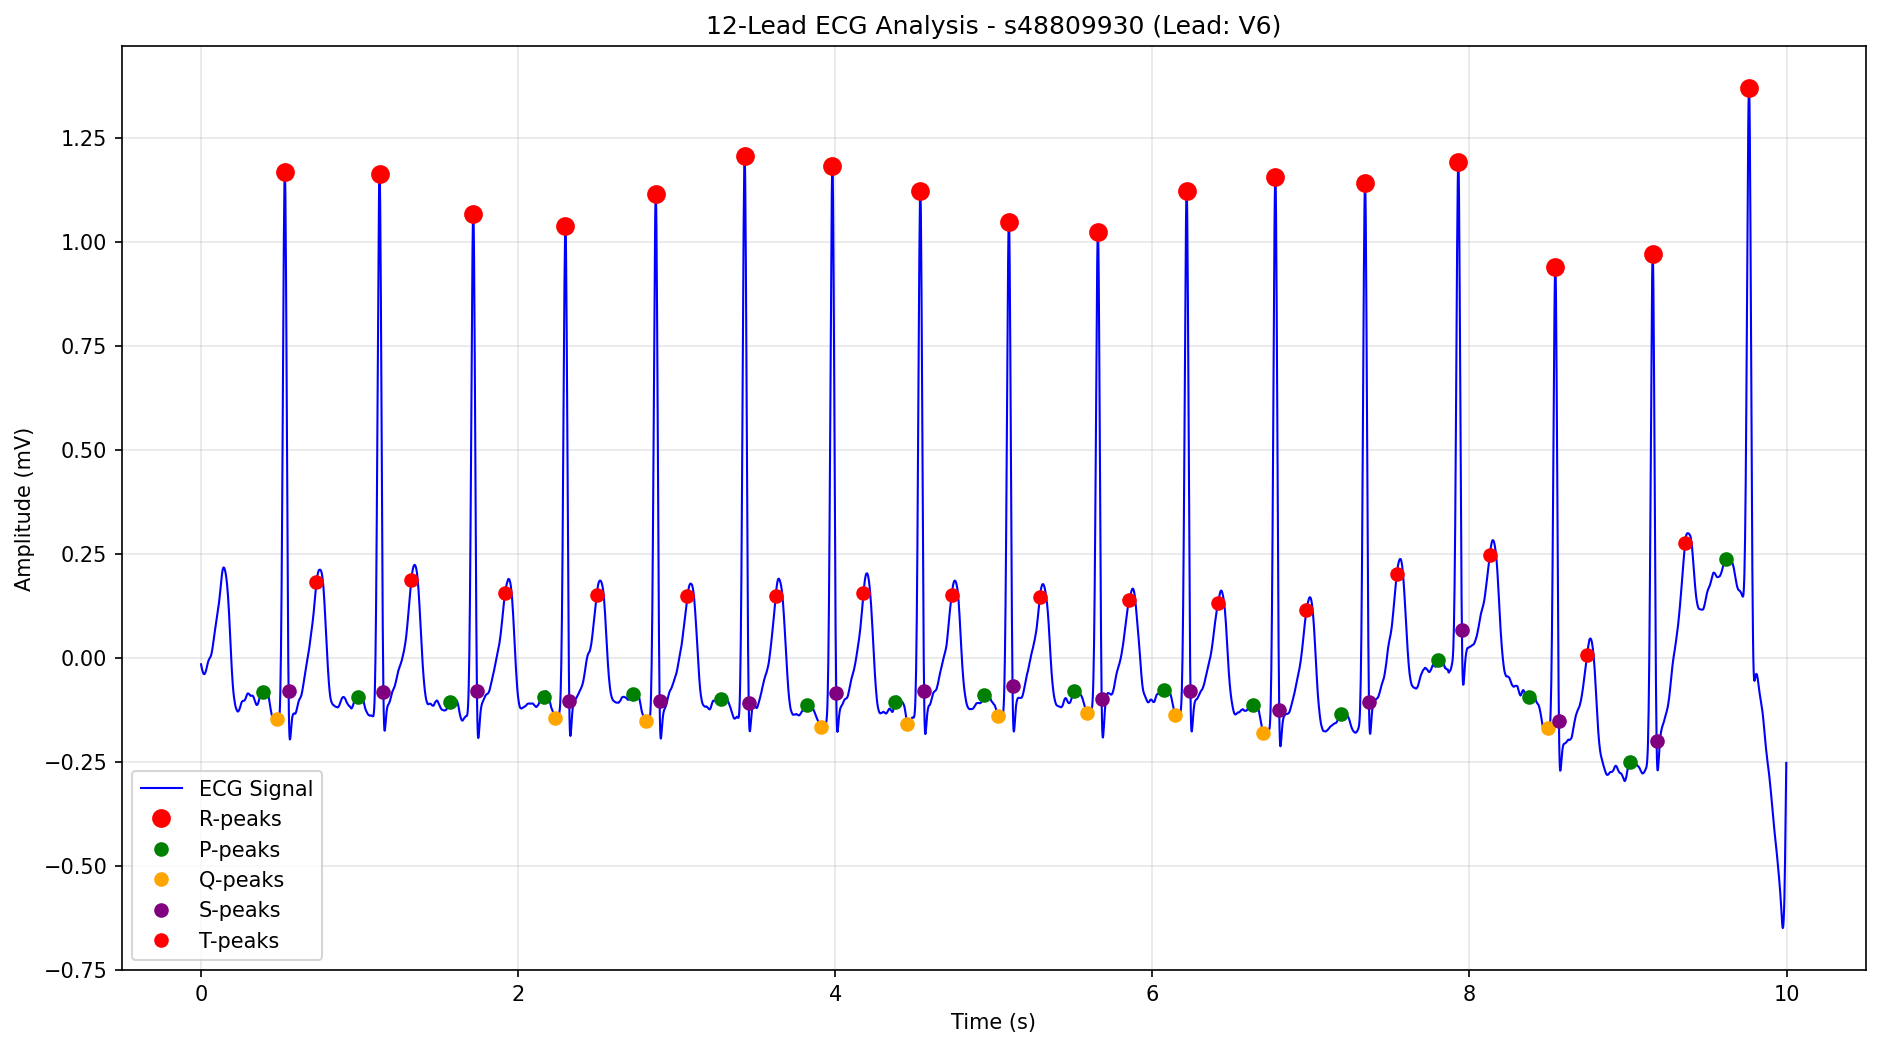 12-Lead ECG Analysis - s48809930 (Lead: V6)
Amplitude (mV)
1.25
1.00
0.75
0.50
0.25
0.00
−0.25
−0.50
−0.75
ECG Signal
R-peaks
P-peaks
Q-peaks
S-peaks
T-peaks
0 2 4 6 8 10
Time (s)